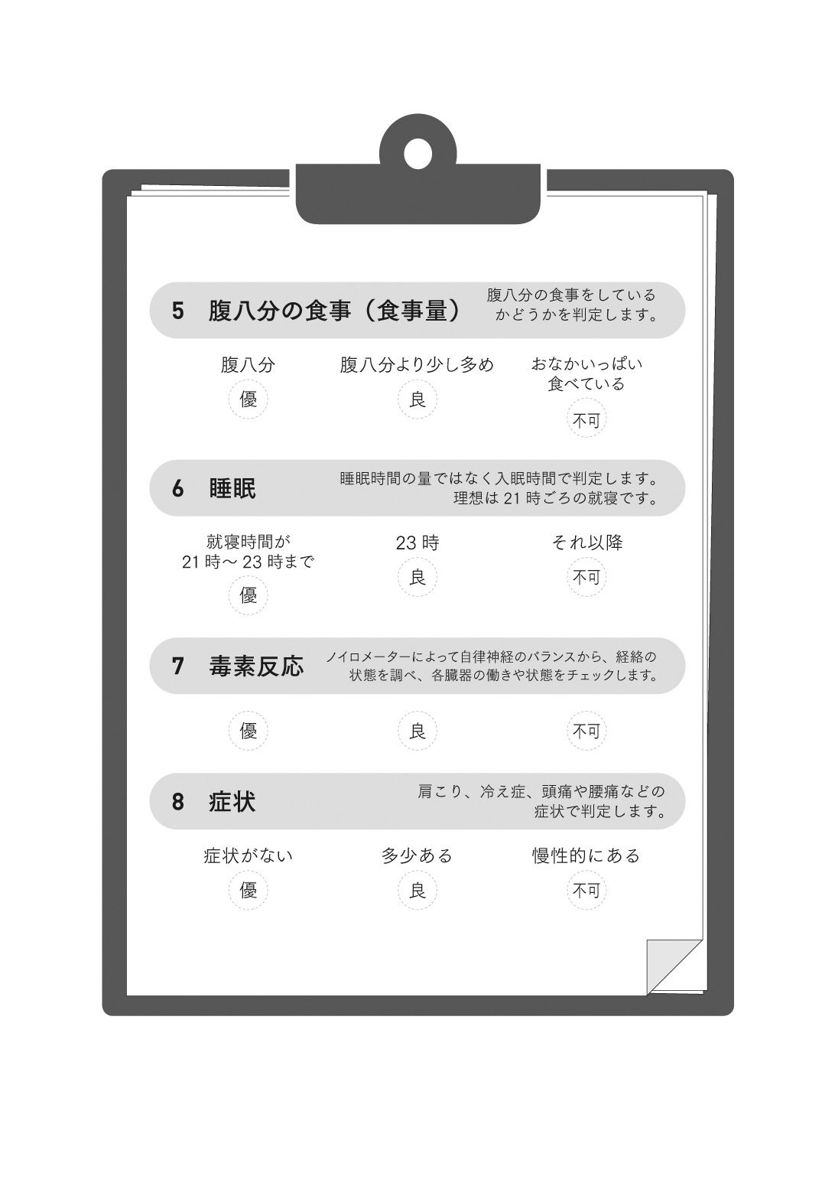 5 腹八分の食事（食事量）
腹八分の食事をしている
かどうかを判定します。
腹八分
優
腹八分より少し多め
良
おなかいっぱい
食べている
不可
6 睡眠
睡眠時間の量ではなく入眠時間で判定します。
理想は 21 時ごろの就寝です。
就寝時間が
21 時～ 23 時まで
優
23 時
良
それ以降
不可
7 毒素反応
ノイロメーターによって自律神経のバランスから、経絡の
状態を調べ、各臓器の働きや状態をチェックします。
優
良
不可
8 症状
肩こり、冷え症、頭痛や腰痛などの
症状で判定します。
症状がない
優
多少ある
良
慢性的にある
不可